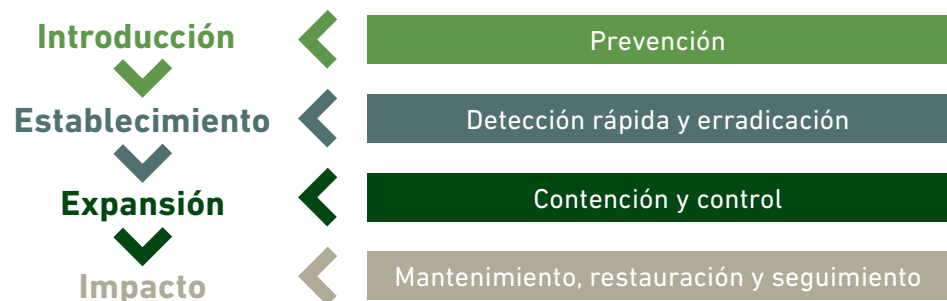 Introducción
Prevención
Establecimiento
Detección rápida y erradicación
Expansión
Contención y control
Impacto
Mantenimiento, restauración y seguimiento